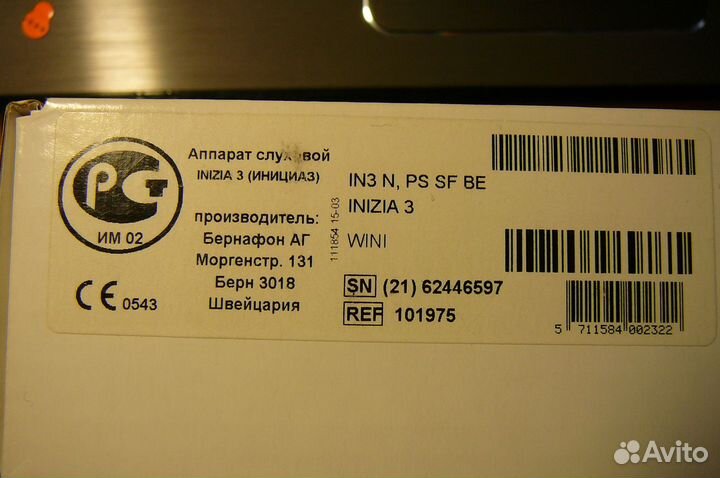 РСТ
ИМ 02
CE 0543
Аппарат слуховой
INIZIA 3 (ИНИЦИАЗ)
производитель:
Бернафон АГ
Моргенстр. 131
Берн 3018
Швейцария
111854 15-03
IN3 N, PS SF BE
INIZIA 3
WINI
SN (21) 62446597
REF 101975
5 711584 002322
Avito